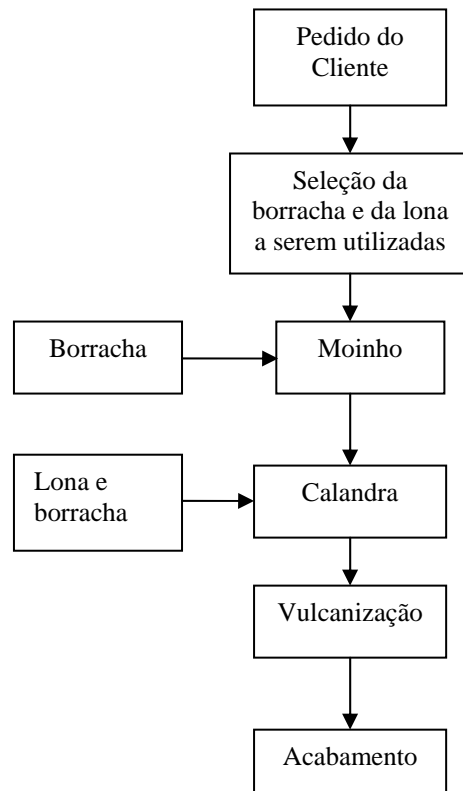 Pedido do
Cliente
Seleção da
borracha e da lona
a serem utilizadas
Borracha
Moinho
Lona e
borracha
Calandra
Vulcanização
Acabamento